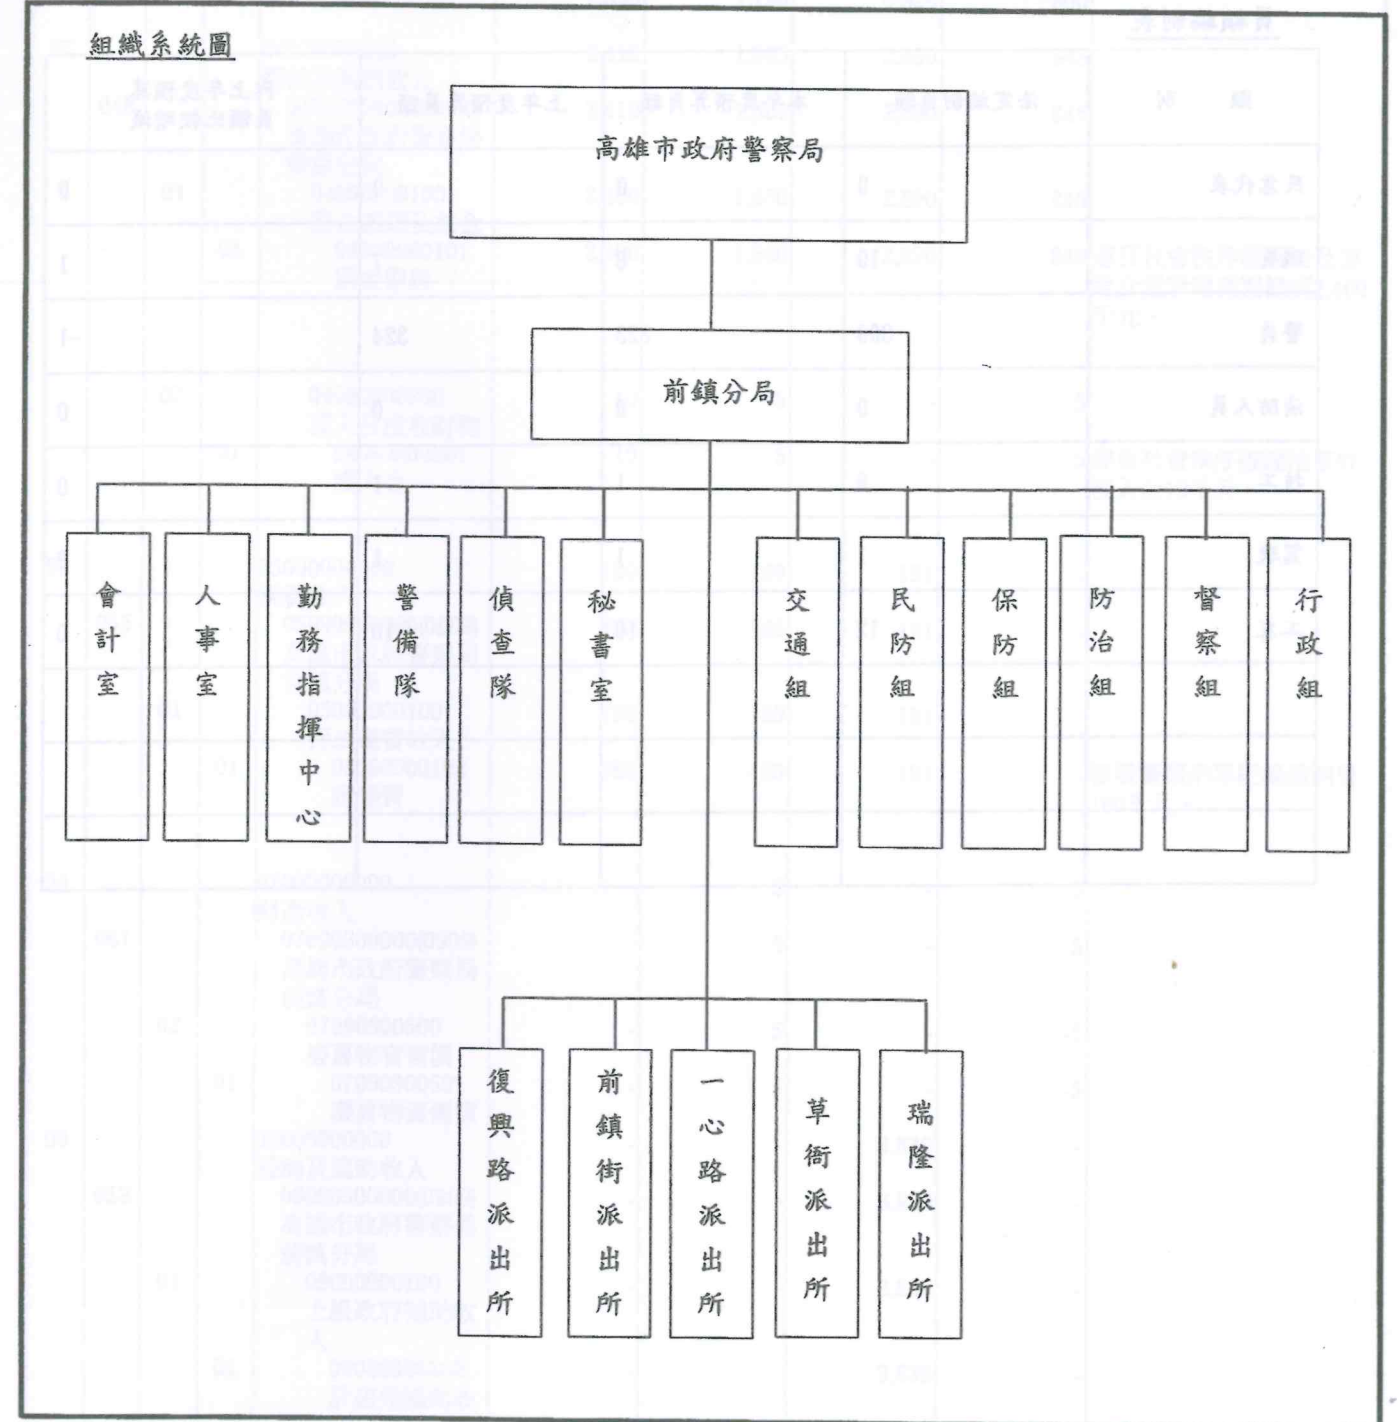 組織系統圖
高雄市政府警察局
前鎮分局
會計室
人事室
勤務指揮中心
警備隊
偵查隊
秘書室
交通組
民防組
保防組
防治組
督察組
行政組
復興路派出所
前鎮街派出所
一心路派出所
草衙派出所
瑞隆派出所